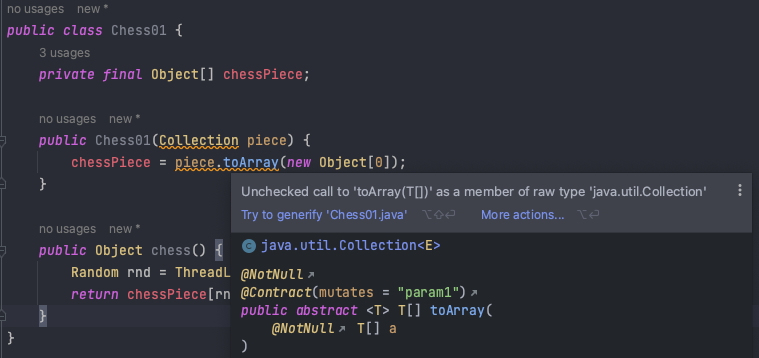 no usages   new *
public class Chess01 {
3 usages
private final Object[] chessPiece;
no usages   new *
public Chess01(Collection piece) {
chessPiece = piece.toArray(new Object[0]);
}
Unchecked call to 'toArray(T[])' as a member of raw type 'java.util.Collection'
Try to generify 'Chess01.java' ⌥⇧⏎   More actions... ⌥⏎
no usages   new *
public Object chess() {
Random rnd = ThreadL
return chessPiece[rn
}
}
C java.util.Collection<E>
@NotNull↗
@Contract(mutates = "param1")↗
public abstract <T> T[] toArray(
@NotNull↗ T[] a
)